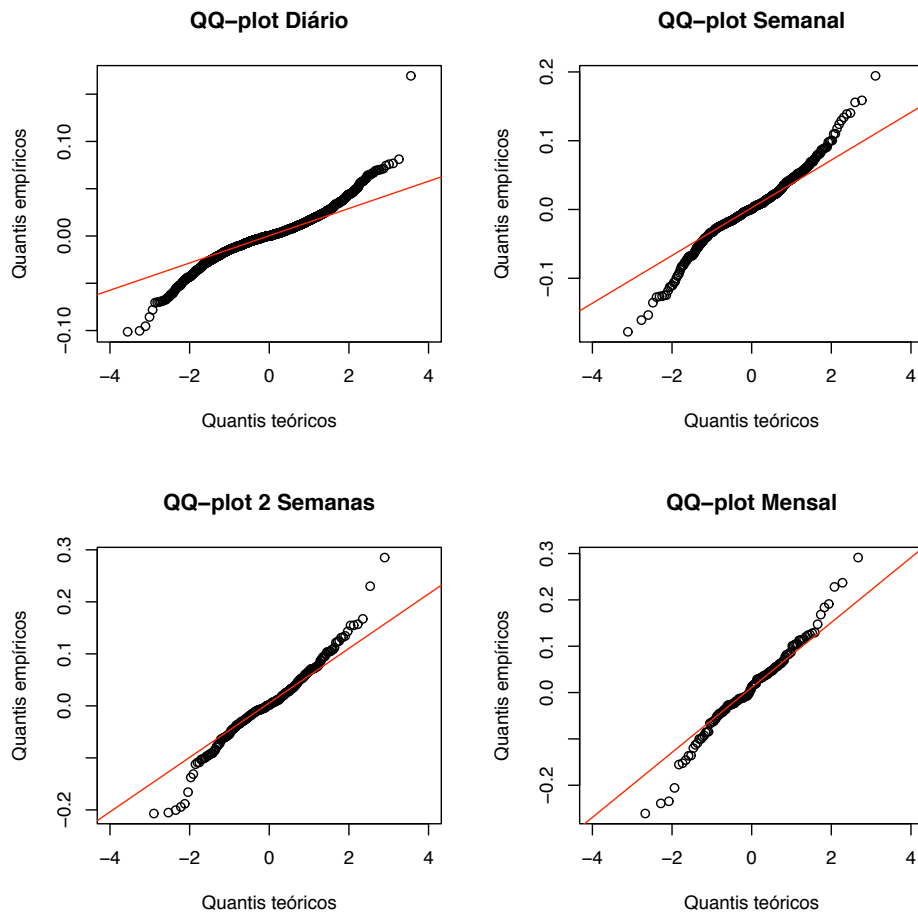 QQ−plot Diário
Quantis empíricos
0.10
0.00
−0.10
−4 −2 0 2 4
Quantis teóricos
QQ−plot Semanal
Quantis empíricos
0.2
0.1
0.0
−0.1
−4 −2 0 2 4
Quantis teóricos
QQ−plot 2 Semanas
Quantis empíricos
0.3
0.2
0.1
0.0
−0.2
−4 −2 0 2 4
Quantis teóricos
QQ−plot Mensal
Quantis empíricos
0.3
0.2
0.1
0.0
−0.2
−4 −2 0 2 4
Quantis teóricos